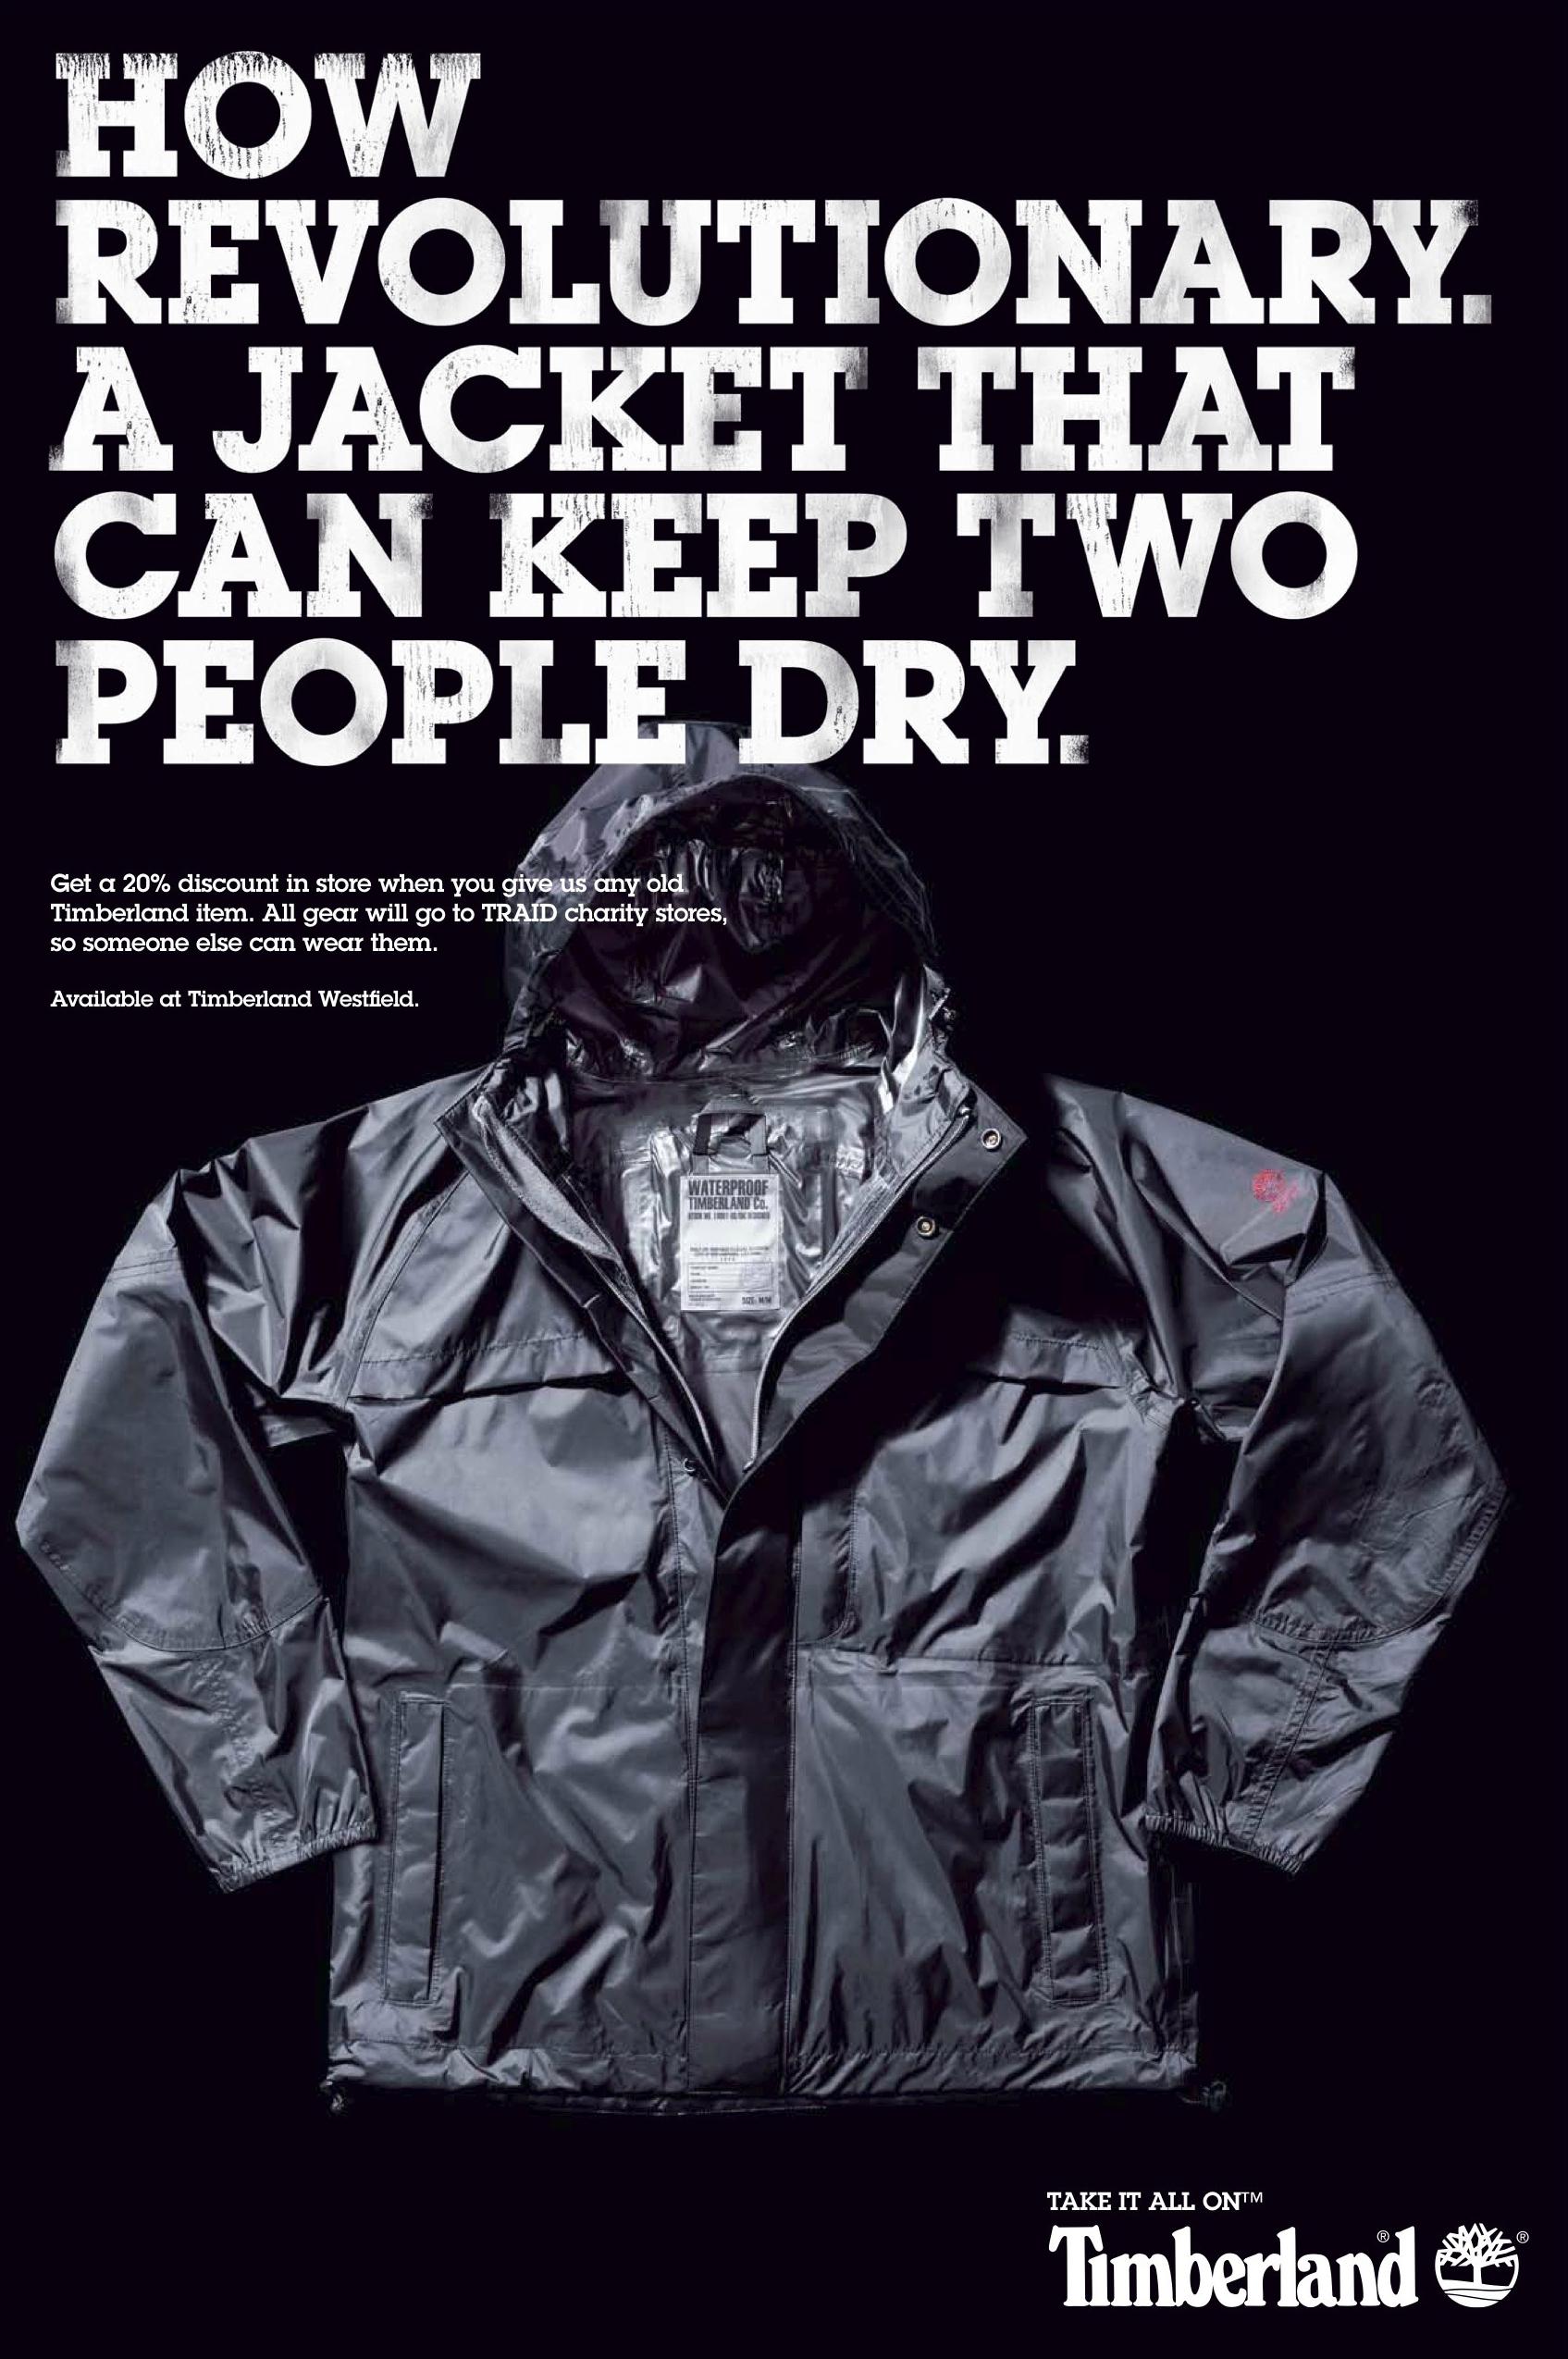 HOW
REVOLUTIONARY.
A JACKET THAT
CAN KEEP TWO
PEOPLE DRY.
Get a 20% discount in store when you give us any old
Timberland item. All gear will go to TRAID charity stores,
so someone else can wear them.
Available at Timberland Westfield.
WATERPROOF
TIMBERLAND Co.
SIZE: M/M
TAKE IT ALL ON™
Timberland® ®